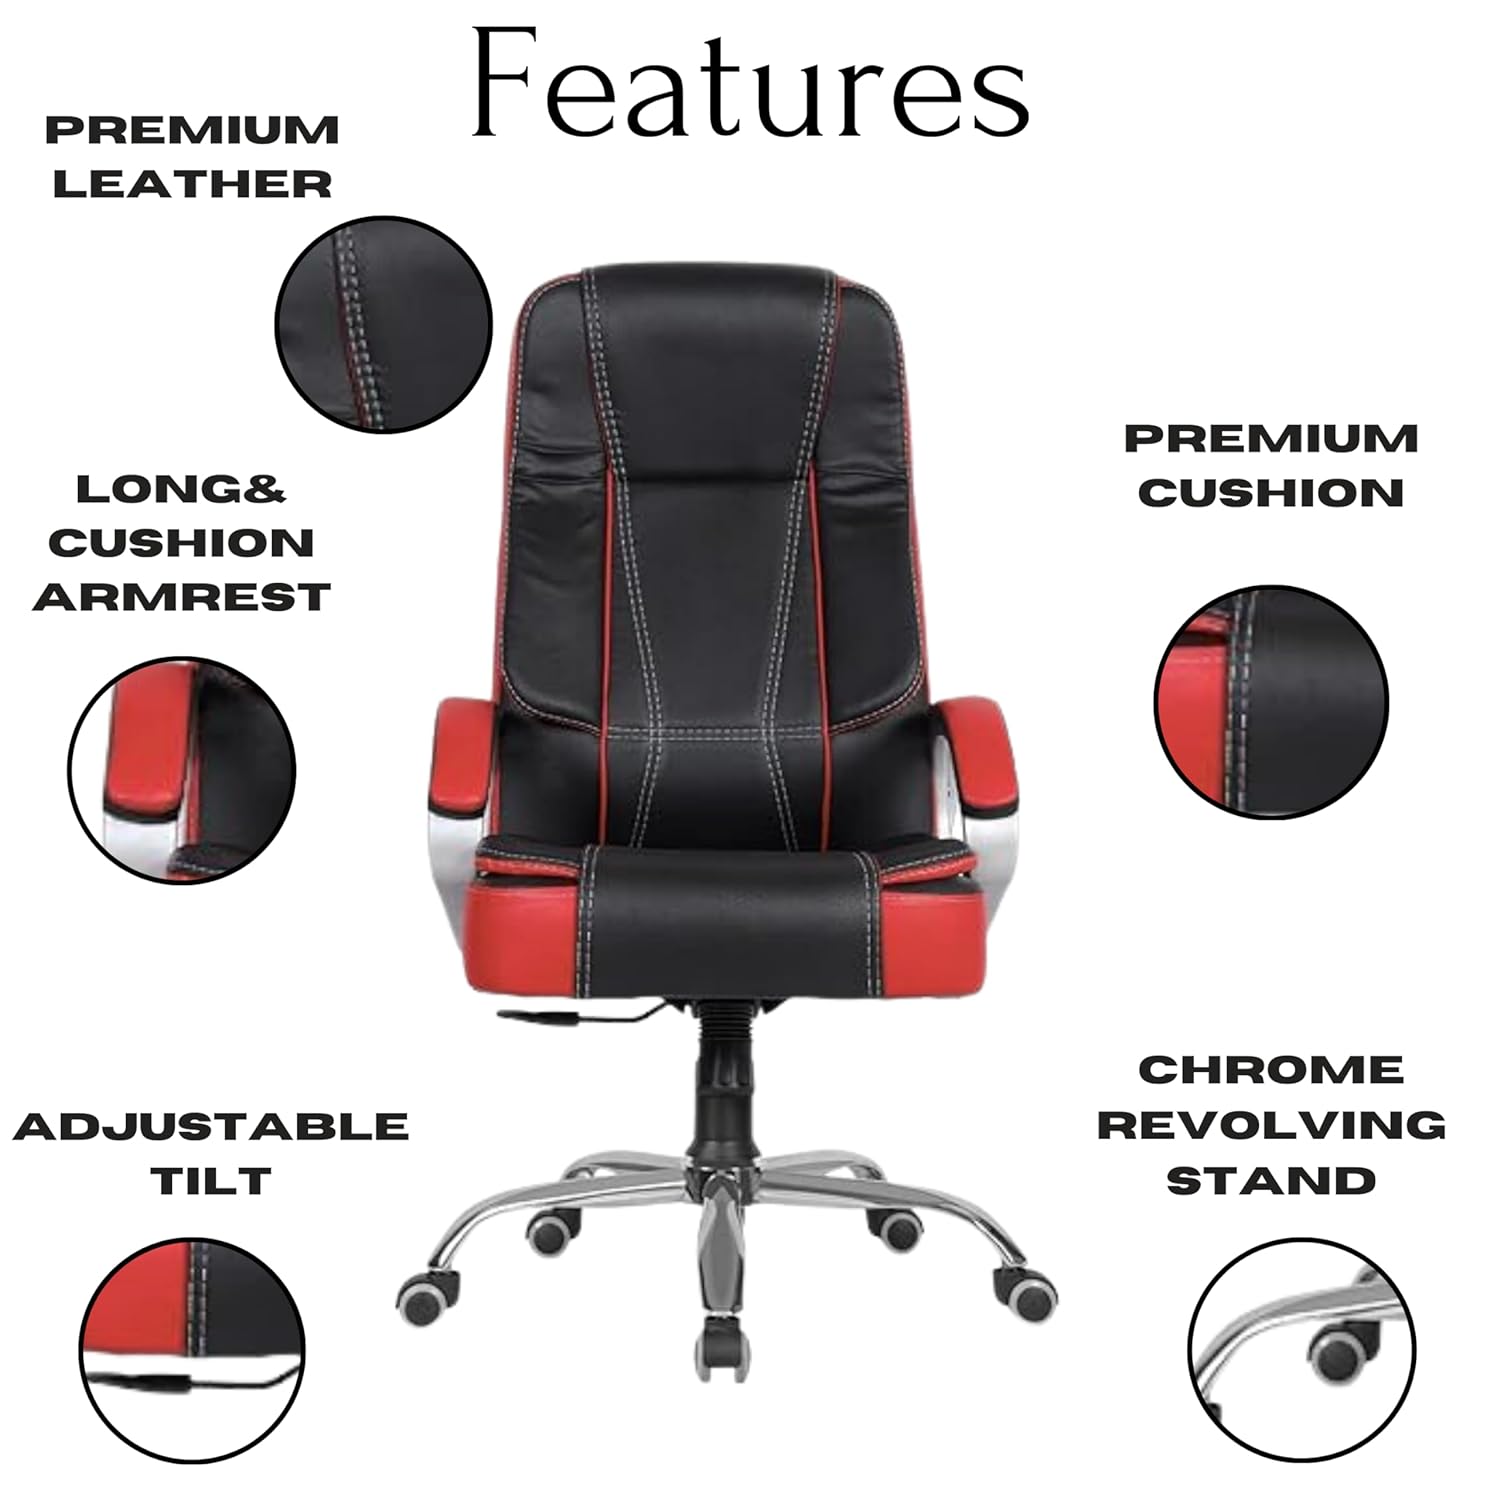 Features
PREMIUM
LEATHER
LONG&
CUSHION
ARMREST
PREMIUM
CUSHION
ADJUSTABLE
TILT
CHROME
REVOLVING
STAND